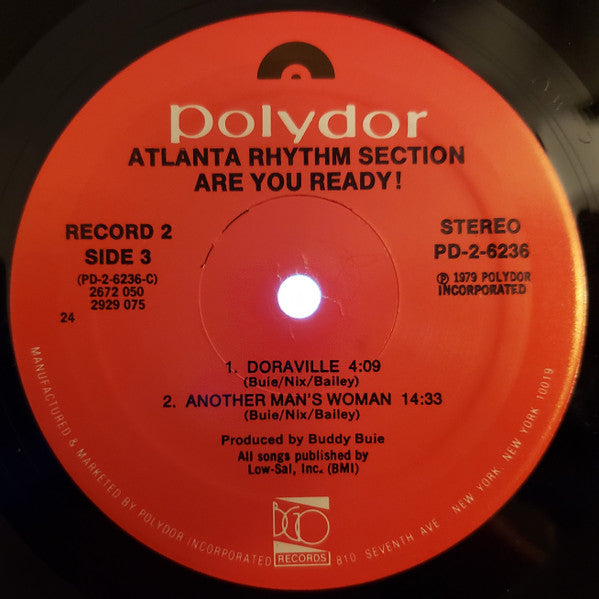 polydor
ATLANTA RHYTHM SECTION
ARE YOU READY!
RECORD 2
SIDE 3
(PD-2-6236-C)
2672 050
2929 075
24
STEREO
PD-2-6236
℗ 1979 POLYDOR
INCORPORATED
1. DORAVILLE 4:09
(Buie/Nix/Bailey)
2. ANOTHER MAN'S WOMAN 14:33
(Buie/Nix/Bailey)
Produced by Buddy Buie
All songs published by
Low-Sal, Inc. (BMI)
BGO
RECORDS
MANUFACTURED & MARKETED BY POLYDOR INCORPORATED 810 SEVENTH AVE. NEW YORK, NEW YORK 10019